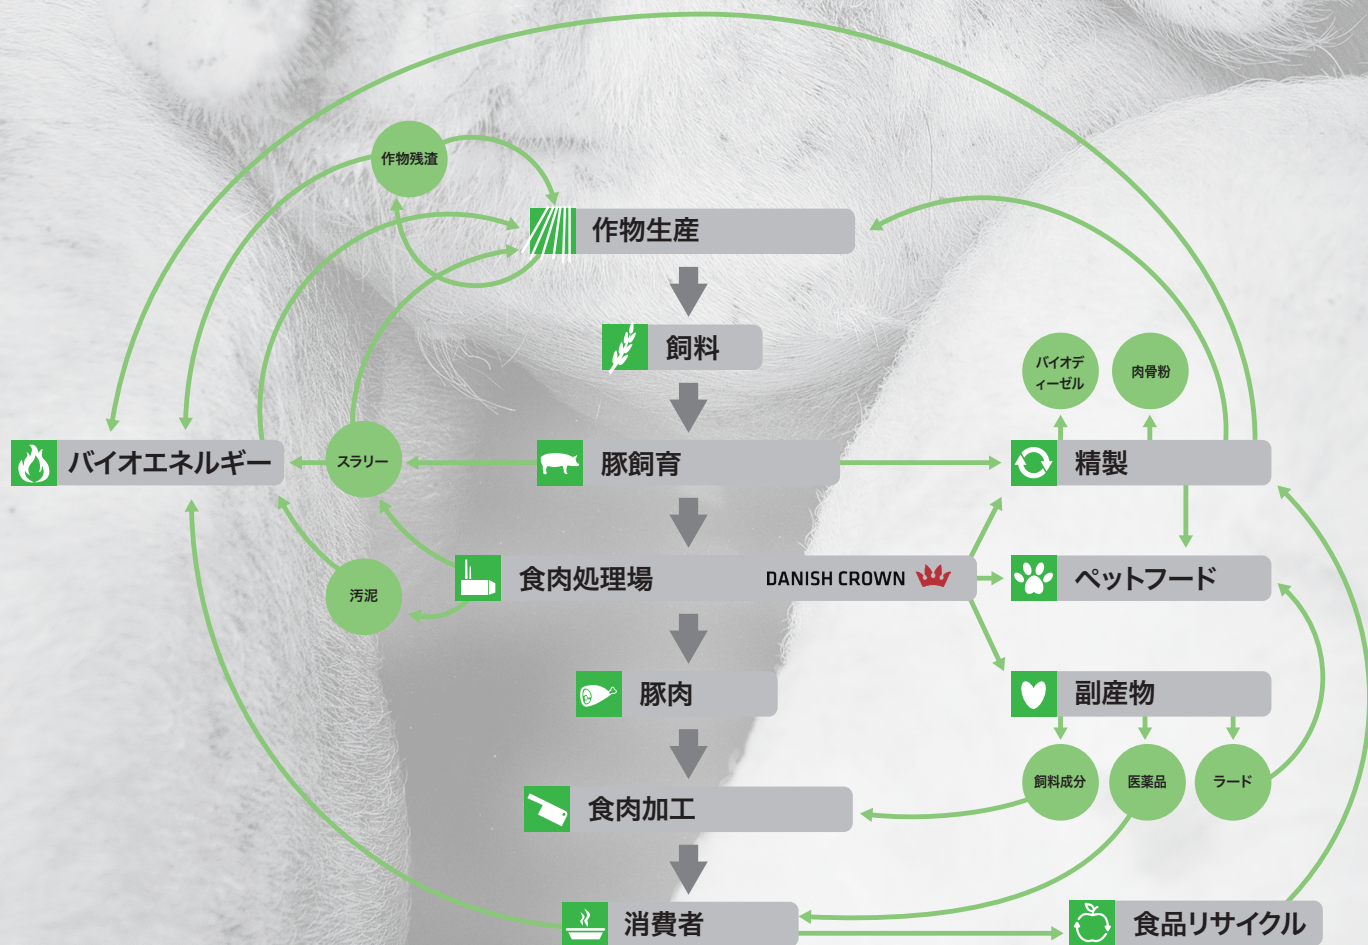 作物残渣
作物生産
飼料
バイオデ
ィーゼル
肉骨粉
バイオエネルギー
スラリー
豚飼育
精製
食肉処理場
DANISH CROWN
ペットフード
汚泥
豚肉
副産物
飼料成分
医薬品
ラード
食肉加工
消費者
食品リサイクル